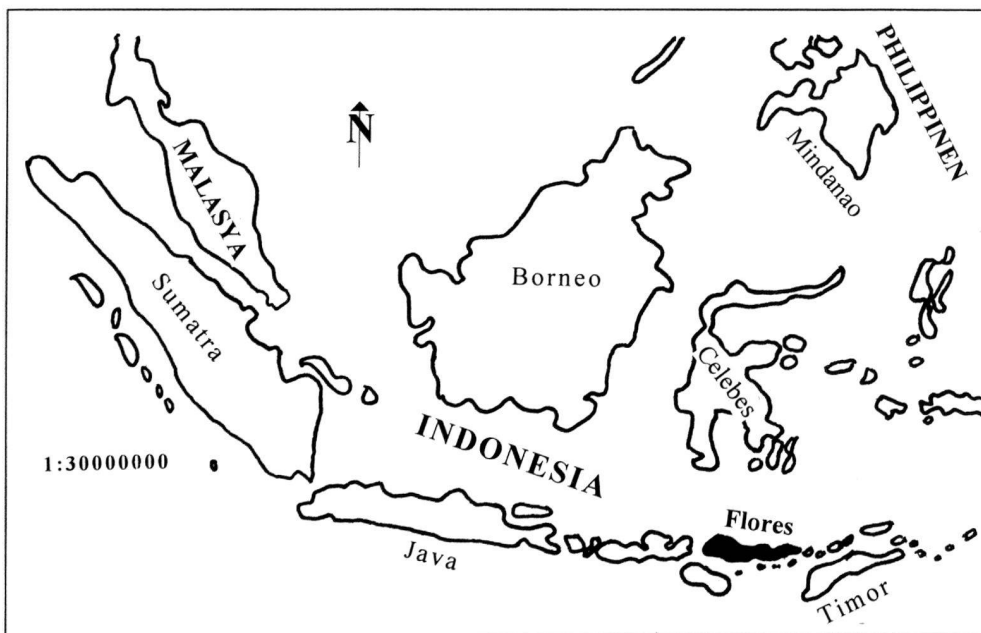 PHILIPPINEN
N
MALASYA
Mindanao
Borneo
Sumatra
Celebes
INDONESIA
1:30000000
Flores
Java
Timor